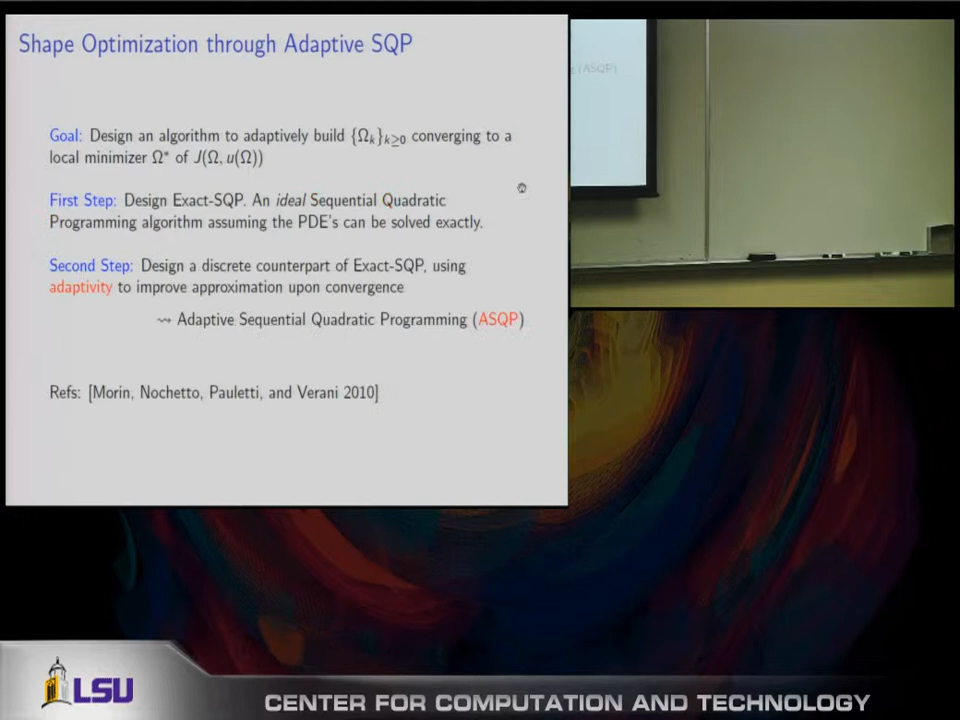 Shape Optimization through Adaptive SQP
Goal: Design an algorithm to adaptively build {Ωₖ}ₖ≥₀ converging to a
local minimizer Ω* of J(Ω, u(Ω))
First Step: Design Exact-SQP. An ideal Sequential Quadratic
Programming algorithm assuming the PDE's can be solved exactly.
Second Step: Design a discrete counterpart of Exact-SQP, using
adaptivity to improve approximation upon convergence
⇝ Adaptive Sequential Quadratic Programming (ASQP)
Refs: [Morin, Nochetto, Pauletti, and Verani 2010]
(ASQP)
LSU
CENTER FOR COMPUTATION AND TECHNOLOGY